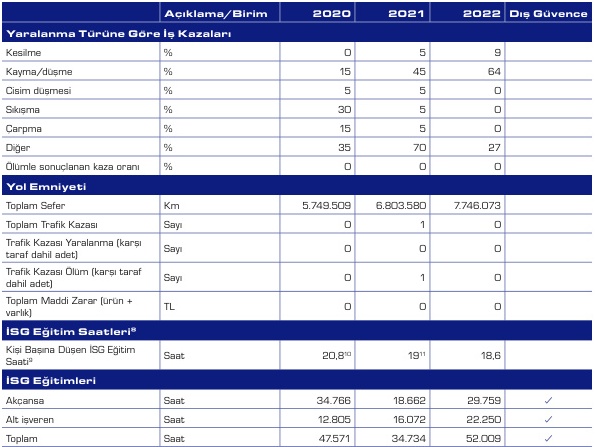 Açıklama/Birim 2020 2021 2022 Dış Güvence
Yaralanma Türüne Göre İş Kazaları
Kesilme % 0 5 9
Kayma/düşme % 15 45 64
Cisim düşmesi % 5 5 0
Sıkışma % 30 5 0
Çarpma % 15 5 0
Diğer % 35 70 27
Ölümle sonuçlanan kaza oranı % 0 0 0
Yol Emniyeti
Toplam Sefer Km 5.749.509 6.803.580 7.746.073
Toplam Trafik Kazası Sayı 0 1 0
Trafik Kazası Yaralanma (karşı
taraf dahil adet) Sayı 0 0 0
Trafik Kazası Ölüm (karşı taraf
dahil adet) Sayı 0 1 0
Toplam Maddi Zarar (ürün +
varlık) TL 0 0 0
İSG Eğitim Saatleri⁸
Kişi Başına Düşen İSG Eğitim
Saati⁹ Saat 20,8¹⁰ 19¹¹ 18,6
İSG Eğitimleri
Akçansa Saat 34.766 18.662 29.759 ✓
Alt işveren Saat 12.805 16.072 22.250 ✓
Toplam Saat 47.571 34.734 52.009 ✓